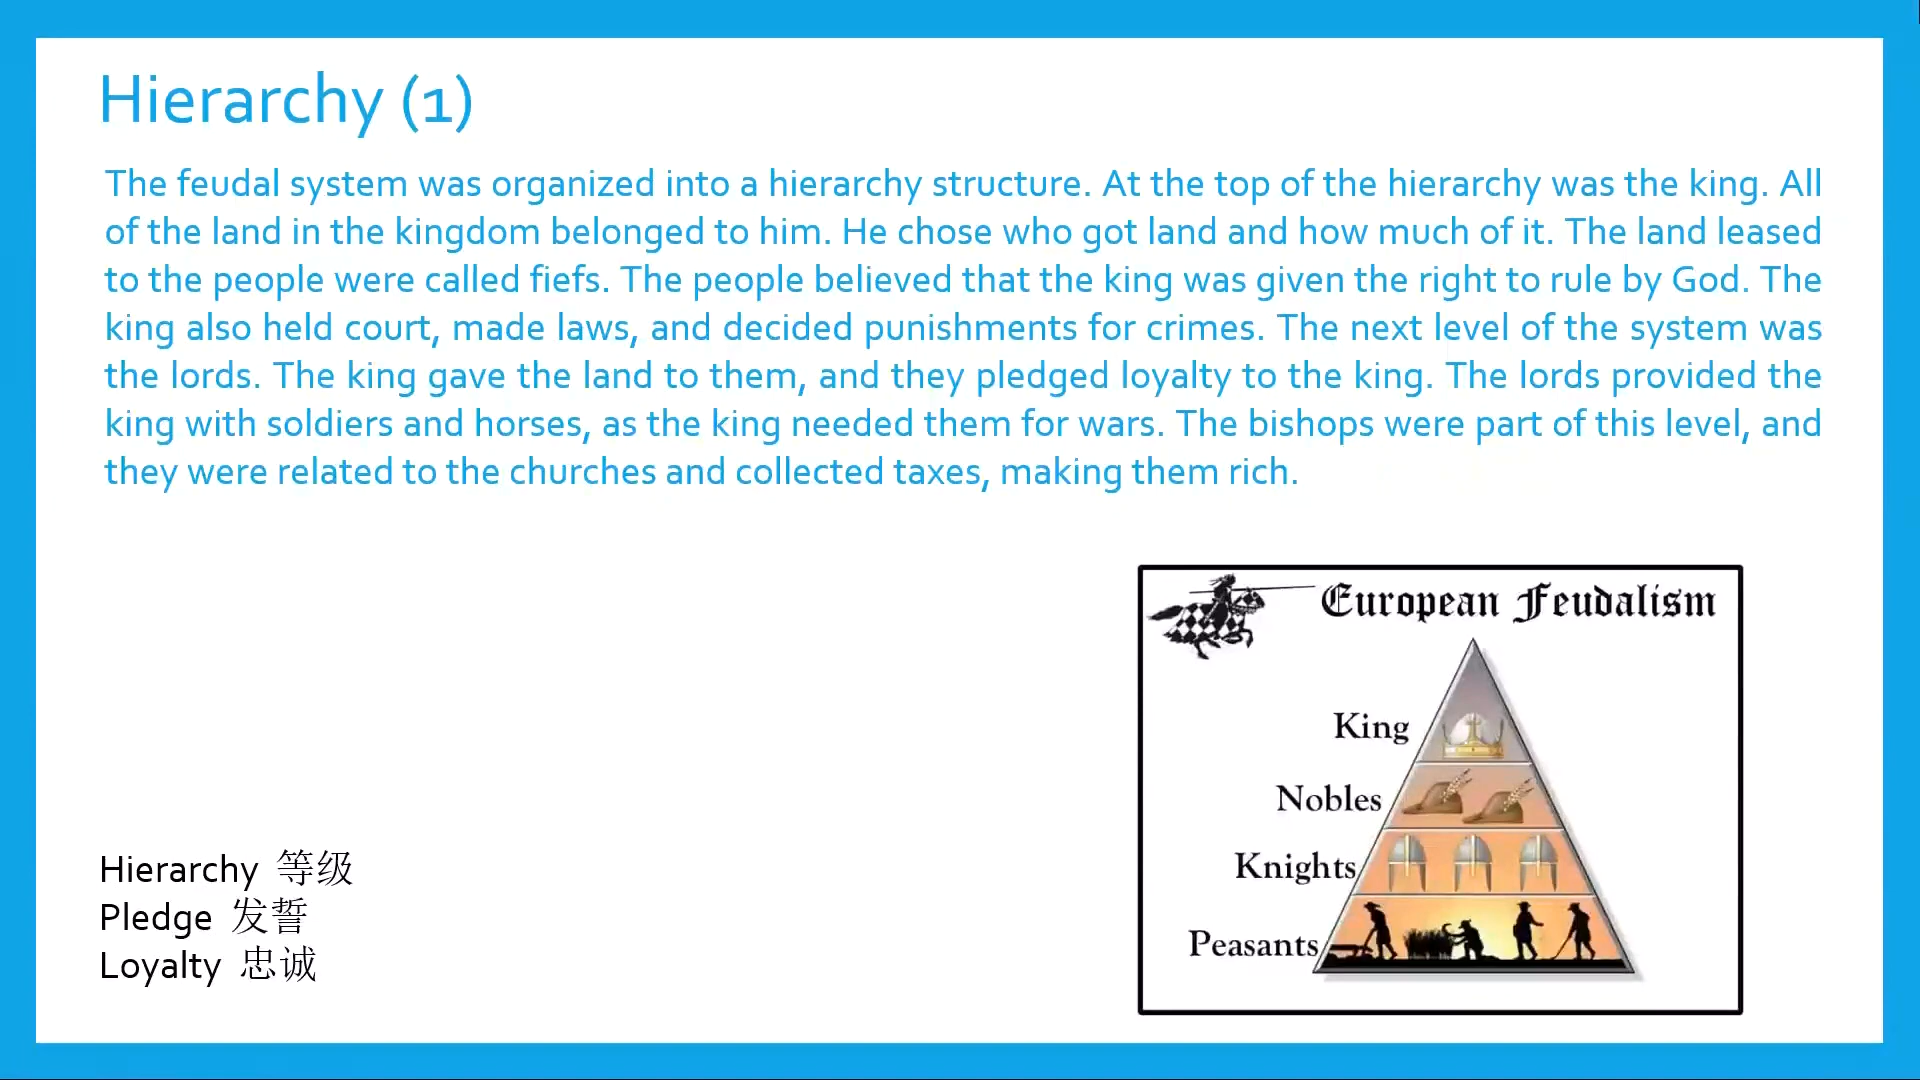 Hierarchy (1)
The feudal system was organized into a hierarchy structure. At the top of the hierarchy was the king. All
of the land in the kingdom belonged to him. He chose who got land and how much of it. The land leased
to the people were called fiefs. The people believed that the king was given the right to rule by God. The
king also held court, made laws, and decided punishments for crimes. The next level of the system was
the lords. The king gave the land to them, and they pledged loyalty to the king. The lords provided the
king with soldiers and horses, as the king needed them for wars. The bishops were part of this level, and
they were related to the churches and collected taxes, making them rich.
European Feudalism
King
Nobles
Knights
Peasants
Hierarchy 等级
Pledge 发誓
Loyalty 忠诚